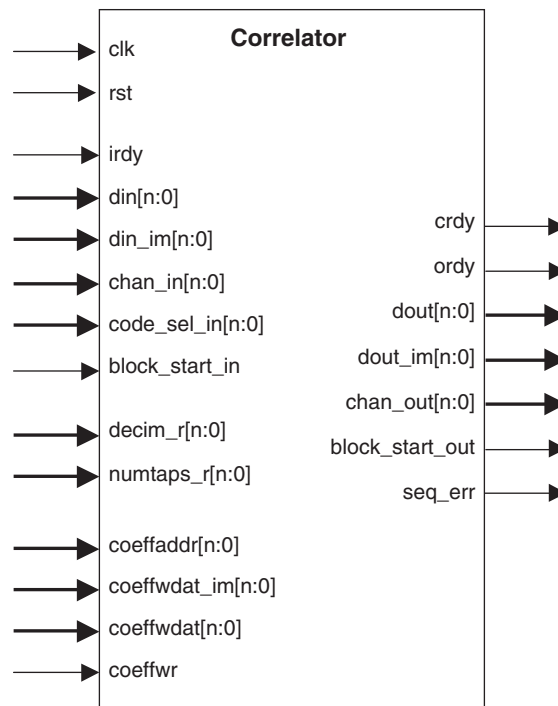 Correlator
clk
rst
irdy
din[n:0]
din_im[n:0]
chan_in[n:0]
code_sel_in[n:0]
block_start_in
decim_r[n:0]
numtaps_r[n:0]
coeffaddr[n:0]
coeffwdat_im[n:0]
coeffwdat[n:0]
coeffwr
crdy
ordy
dout[n:0]
dout_im[n:0]
chan_out[n:0]
block_start_out
seq_err